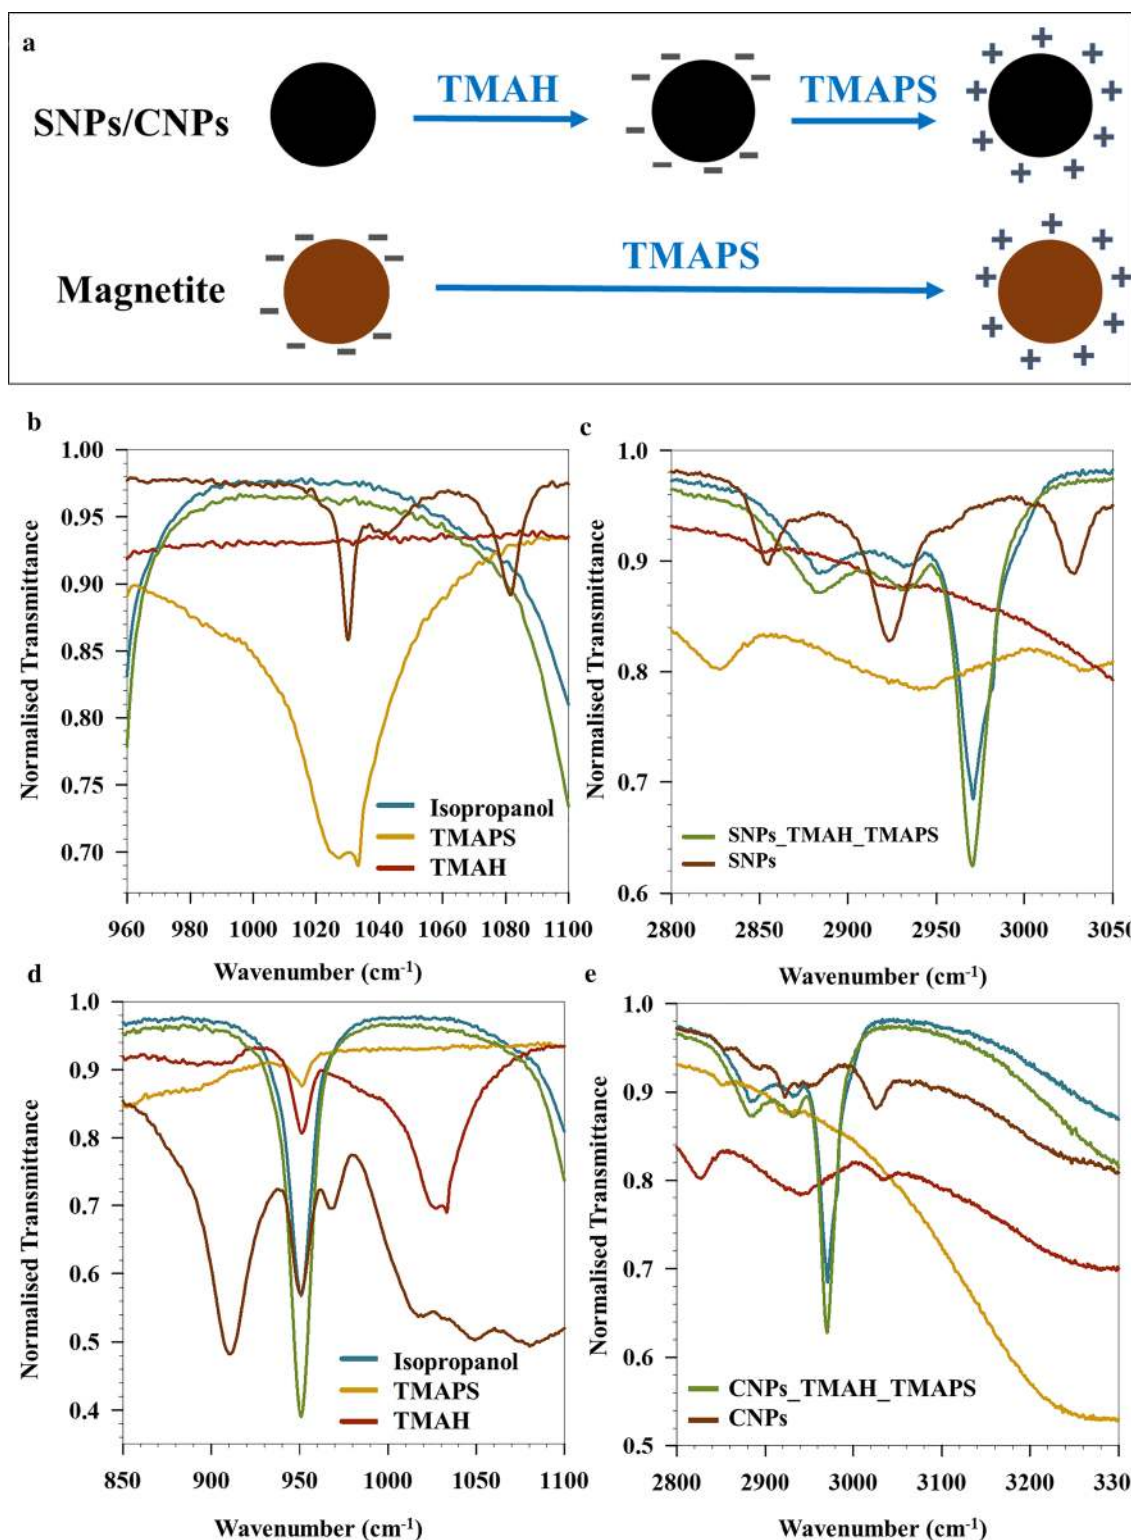 a
SNPs/CNPs
TMAH
TMAPS
Magnetite
TMAPS
b
1.00
0.95
0.90
0.85
0.80
0.75
0.70
Normalised Transmittance
Isopropanol
TMAPS
TMAH
960 980 1000 1020 1040 1060 1080 1100
Wavenumber (cm⁻¹)
c
1.0
0.9
0.8
0.7
0.6
Normalised Transmittance
SNPs_TMAH_TMAPS
SNPs
2800 2850 2900 2950 3000 3050
Wavenumber (cm⁻¹)
d
1.0
0.9
0.8
0.7
0.6
0.5
0.4
Normalised Transmittance
Isopropanol
TMAPS
TMAH
850 900 950 1000 1050 1100
Wavenumber (cm⁻¹)
e
1.0
0.9
0.8
0.7
0.6
0.5
Normalised Transmittance
CNPs_TMAH_TMAPS
CNPs
2800 2900 3000 3100 3200 330
Wavenumber (cm⁻¹)